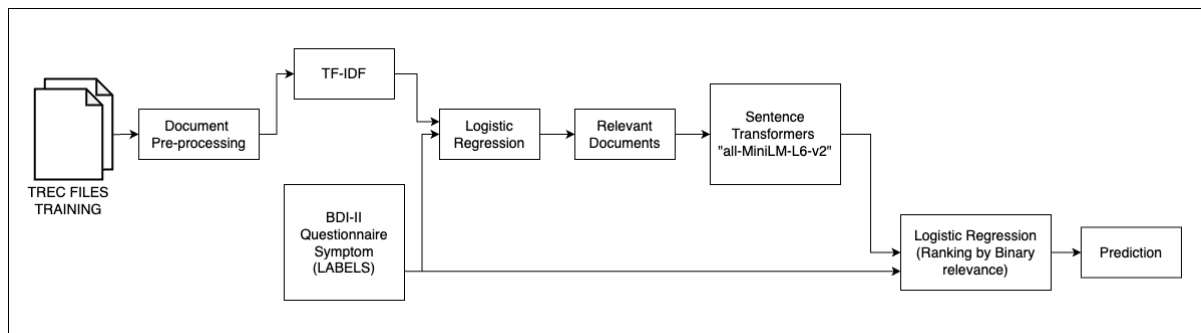 TREC FILES
TRAINING
Document
Pre-processing
TF-IDF
BDI-II
Questionnaire
Symptom
(LABELS)
Logistic
Regression
Relevant
Documents
Sentence
Transformers
"all-MiniLM-L6-v2"
Logistic Regression
(Ranking by Binary
relevance)
Prediction